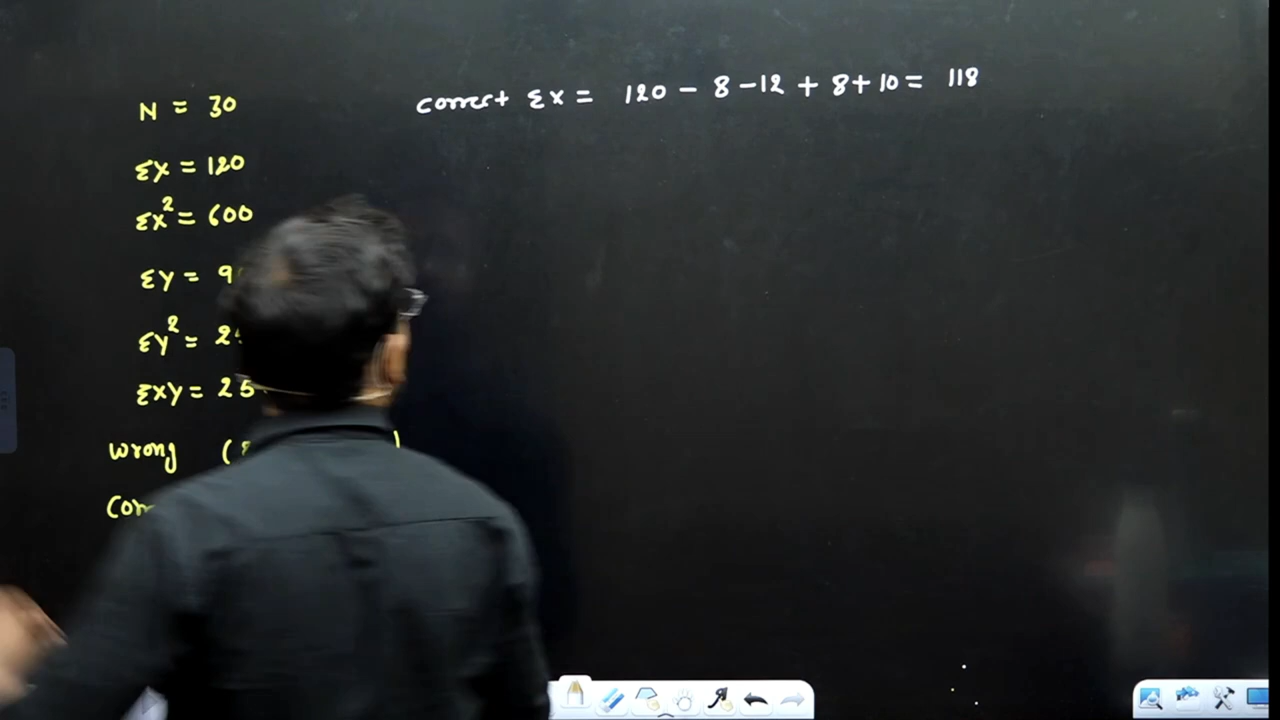 N = 30
correct Σx = 120 - 8 - 12 + 8 + 10 = 118
Σx = 120
Σx² = 600
Σy =
Σy² =
Σxy =
wrong